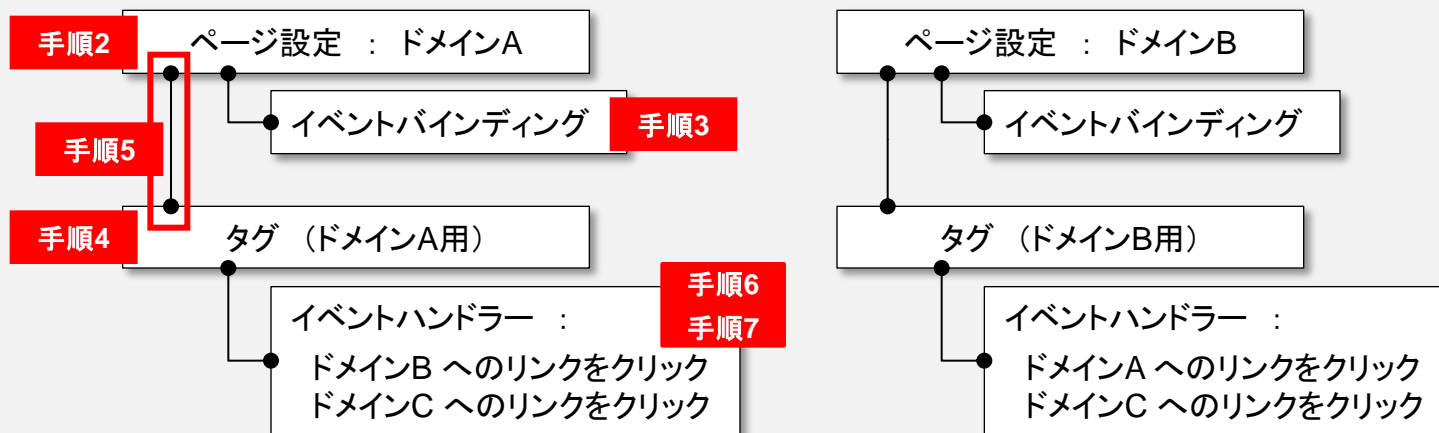 手順2
ページ設定 : ドメインA
イベントバインディング
手順3
手順5
手順4
タグ (ドメインA用)
手順6
手順7
イベントハンドラー :
ドメインB へのリンクをクリック
ドメインC へのリンクをクリック
ページ設定 : ドメインB
イベントバインディング
タグ (ドメインB用)
イベントハンドラー :
ドメインA へのリンクをクリック
ドメインC へのリンクをクリック